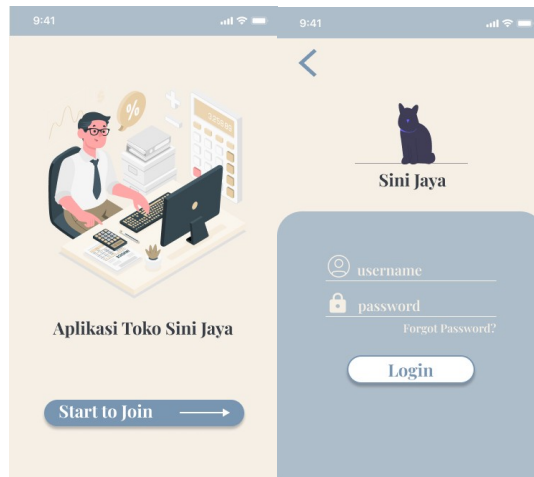 9:41
%
Aplikasi Toko Sini Jaya
Start to Join
9:41
Sini Jaya
username
password
Forgot Password?
Login